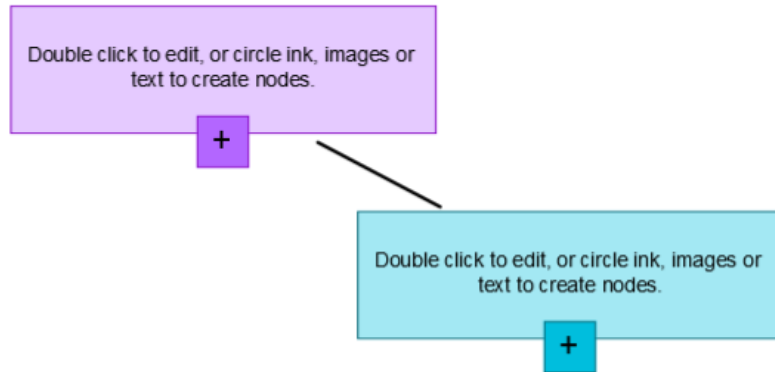 Double click to edit, or circle ink, images or
text to create nodes.
+
Double click to edit, or circle ink, images or
text to create nodes.
+